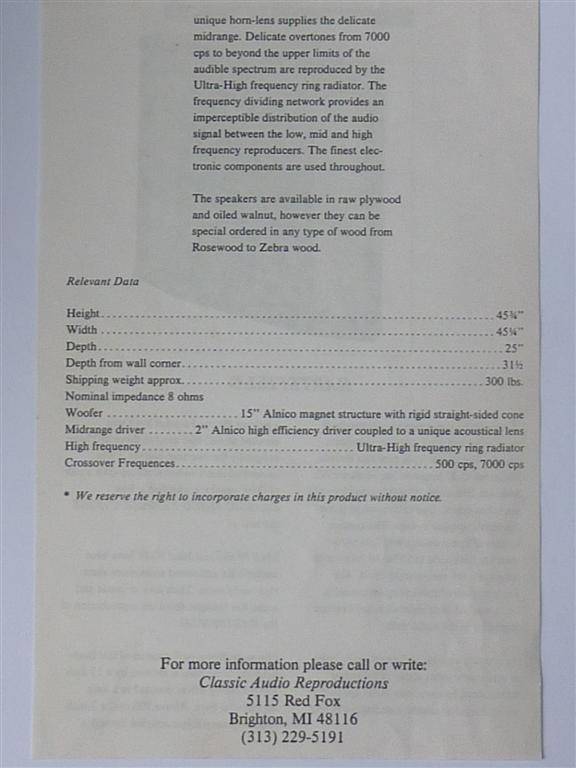 unique horn-lens supplies the delicate
midrange. Delicate overtones from 7000
cps to beyond the upper limits of the
audible spectrum are reproduced by the
Ultra-High frequency ring radiator. The
frequency dividing network provides an
imperceptible distribution of the audio
signal between the low, mid and high
frequency reproducers. The finest elec-
tronic components are used throughout.
The speakers are available in raw plywood
and oiled walnut, however they can be
special ordered in any type of wood from
Rosewood to Zebra wood.
Relevant Data
Height....................................................45¾"
Width ....................................................45¼"
Depth....................................................25"
Depth from wall corner..........................................31½
Shipping weight approx..........................................300 lbs.
Nominal impedance 8 ohms
Woofer ....................15" Alnico magnet structure with rigid straight-sided cone
Midrange driver ........2" Alnico high efficiency driver coupled to a unique acoustical lens
High frequency................................Ultra-High frequency ring radiator
Crossover Frequences..........................................500 cps, 7000 cps
* We reserve the right to incorporate charges in this product without notice.
For more information please call or write:
Classic Audio Reproductions
5115 Red Fox
Brighton, MI 48116
(313) 229-5191